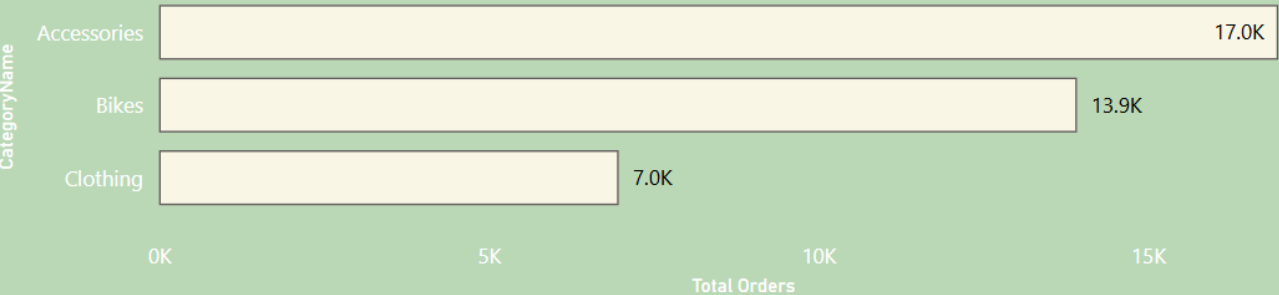 CategoryName
Accessories 17.0K
Bikes 13.9K
Clothing 7.0K
0K 5K 10K 15K
Total Orders